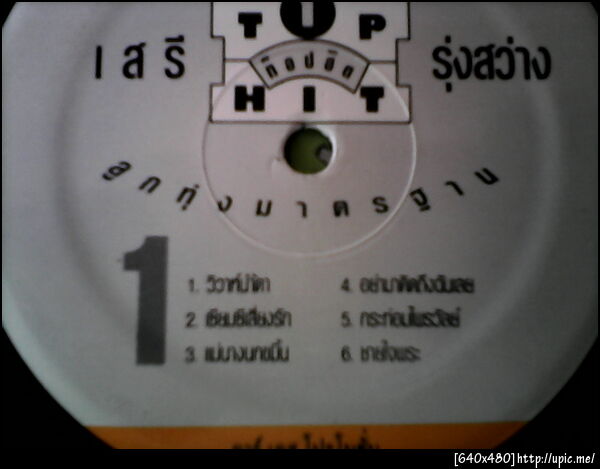 TOP
เสรี รุ่งสว่าง
ท็อปฮิต
HIT
ลูกทุ่งมาตรฐาน
1
1. วิวาห์น้ำตา
2. เซียมซีเสี่ยงรัก
3. แม่นางนกขมิ้น
4. อย่ามาคิดถึงฉันเลย
5. กระท่อมไพรวัลย์
6. ชายใจพระ
[640x480]http://upic.me/